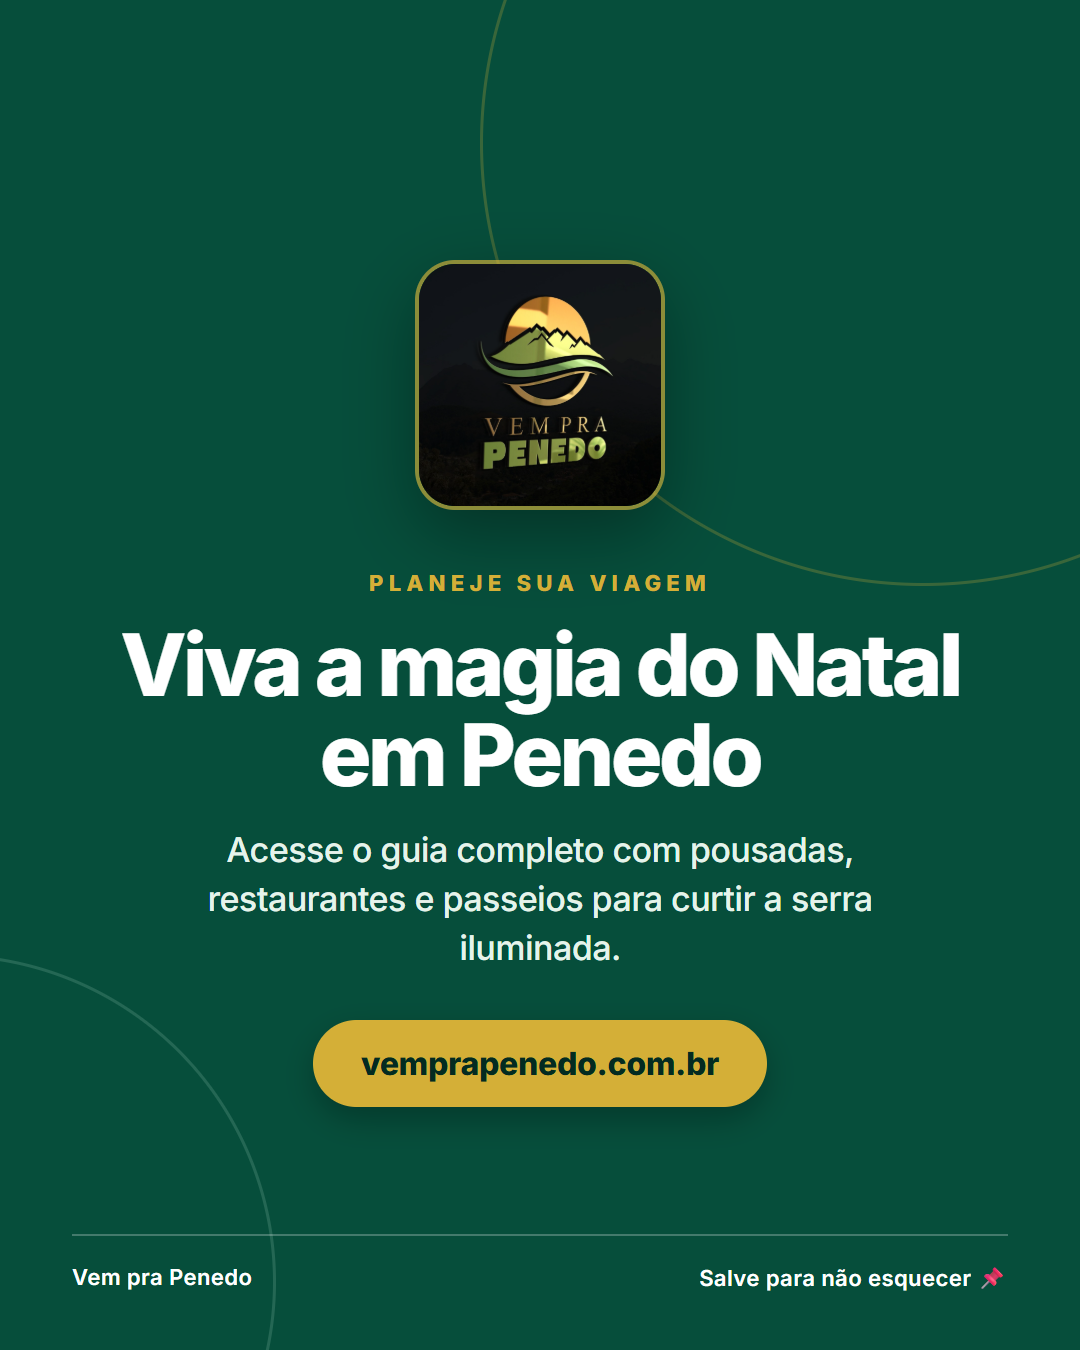 VEM PRA
PENEDO
PLANEJE SUA VIAGEM
Viva a magia do Natal
em Penedo
Acesse o guia completo com pousadas,
restaurantes e passeios para curtir a serra
iluminada.
vemprapenedo.com.br
Vem pra Penedo
Salve para não esquecer 📌